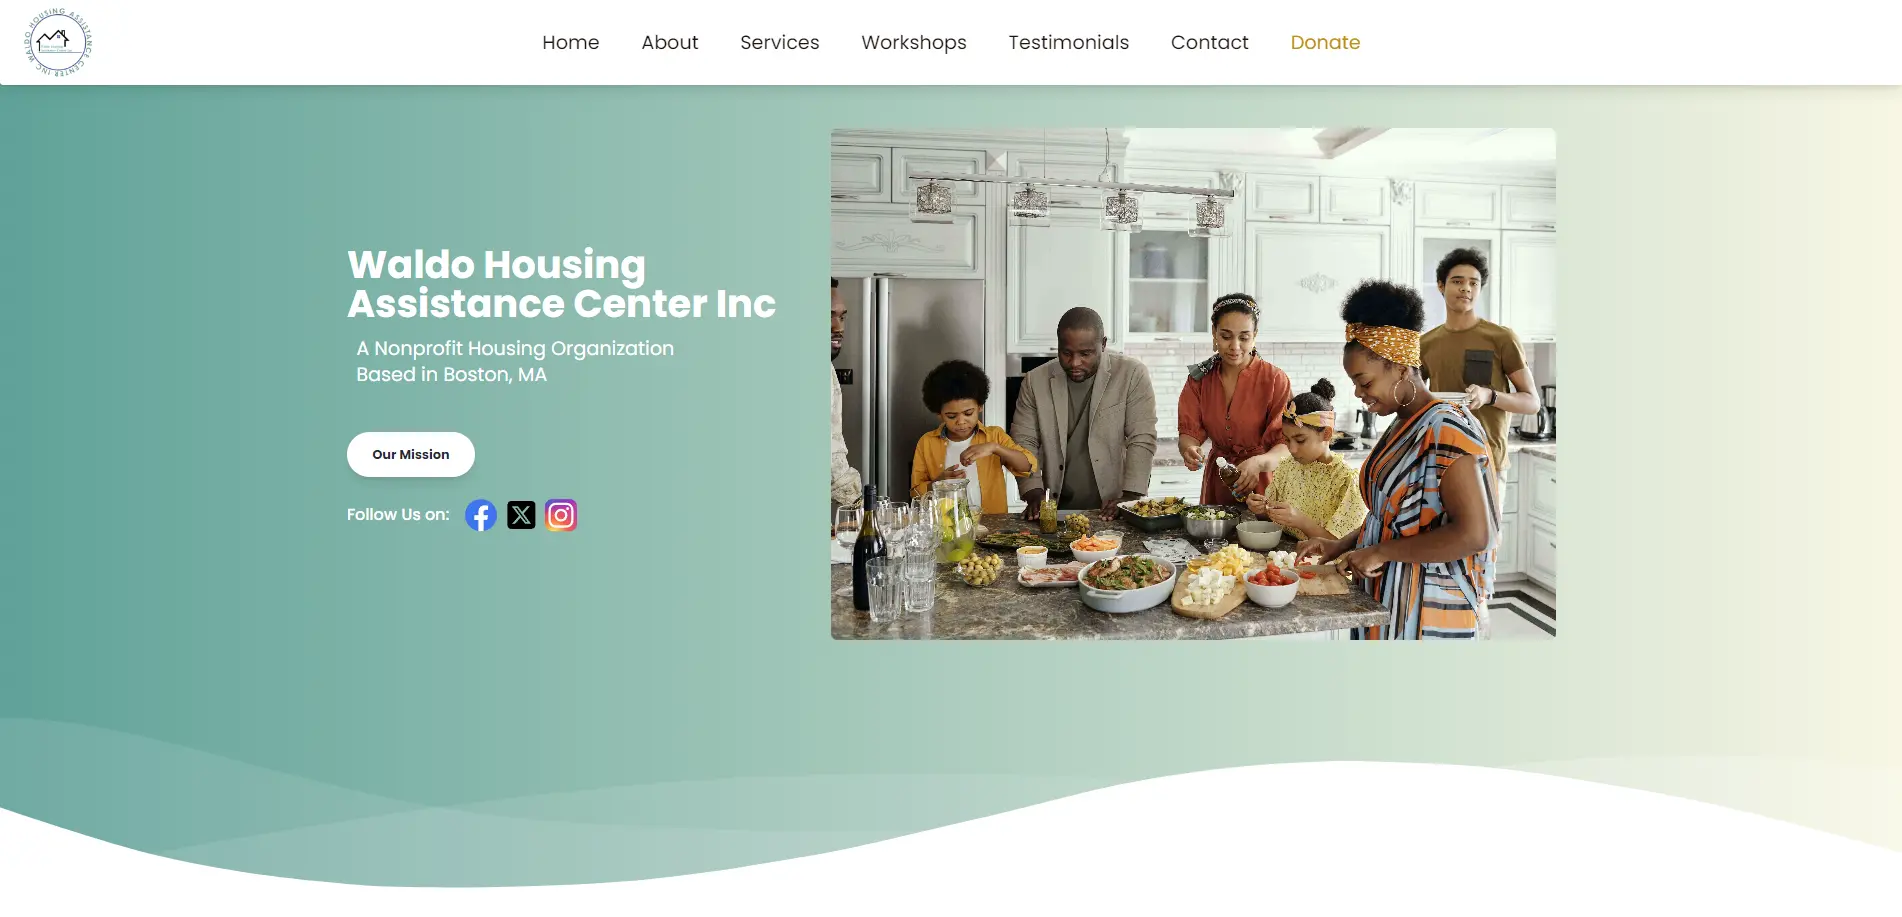 WALDO HOUSING ASSISTANCE CENTER INC
Home About Services Workshops Testimonials Contact Donate
Waldo Housing
Assistance Center Inc
A Nonprofit Housing Organization
Based in Boston, MA
Our Mission
Follow Us on: